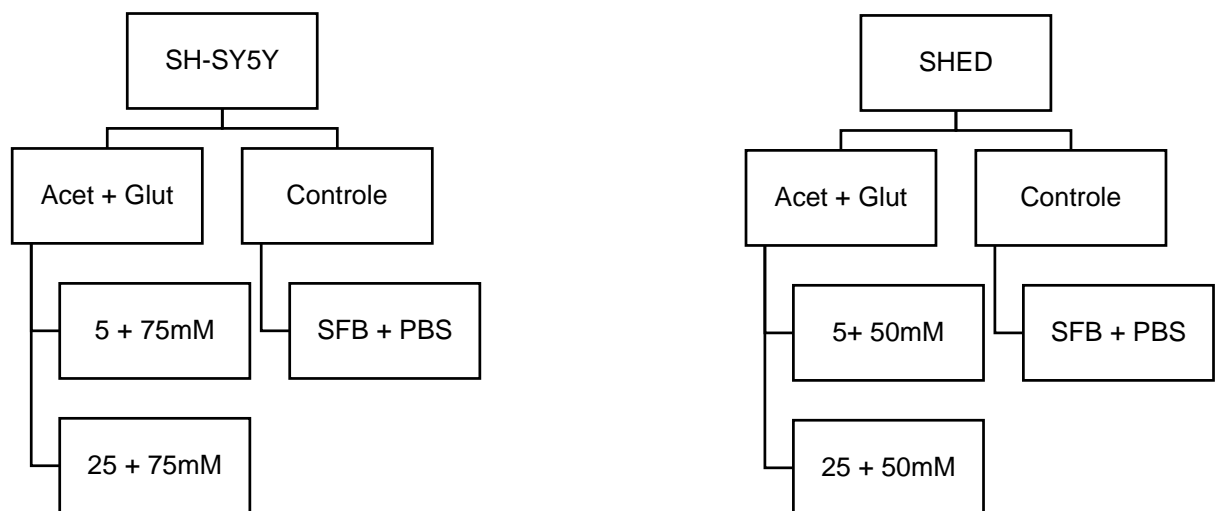 SH-SY5Y
Acet + Glut
Controle
5 + 75mM
SFB + PBS
25 + 75mM
SHED
Acet + Glut
Controle
5+ 50mM
SFB + PBS
25 + 50mM